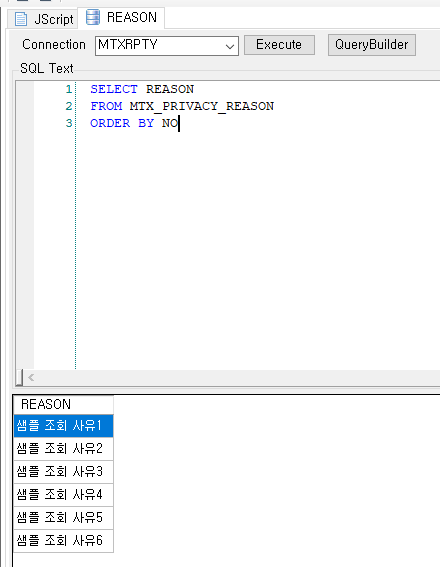 JScript REASON
Connection MTXRPTY Execute QueryBuilder
SQL Text
1 SELECT REASON
2 FROM MTX_PRIVACY_REASON
3 ORDER BY NO
REASON
샘플 조회 사유1
샘플 조회 사유2
샘플 조회 사유3
샘플 조회 사유4
샘플 조회 사유5
샘플 조회 사유6